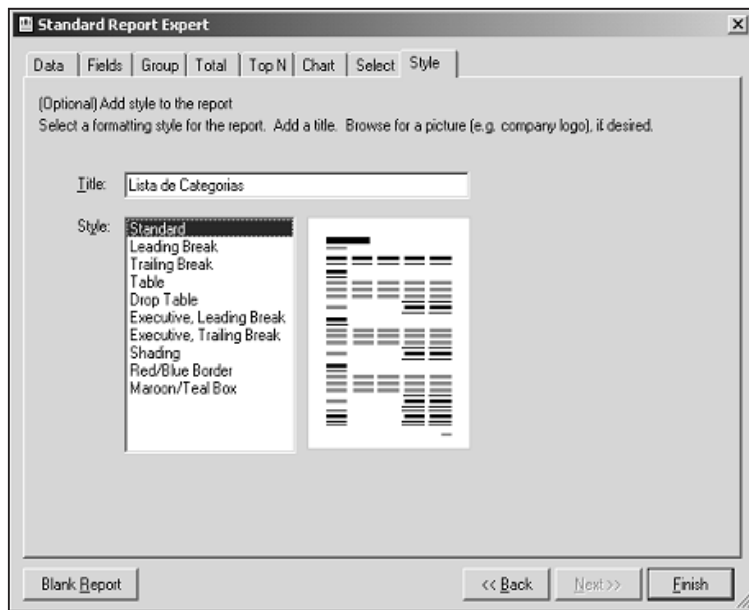 Standard Report Expert
Data Fields Group Total Top N Chart Select Style
(Optional) Add style to the report
Select a formatting style for the report. Add a title. Browse for a picture (e.g. company logo), if desired.
Title: Lista de Categorias
Style: Standard
Leading Break
Trailing Break
Table
Drop Table
Executive, Leading Break
Executive, Trailing Break
Shading
Red/Blue Border
Maroon/Teal Box
Blank Report << Back Next >> Finish